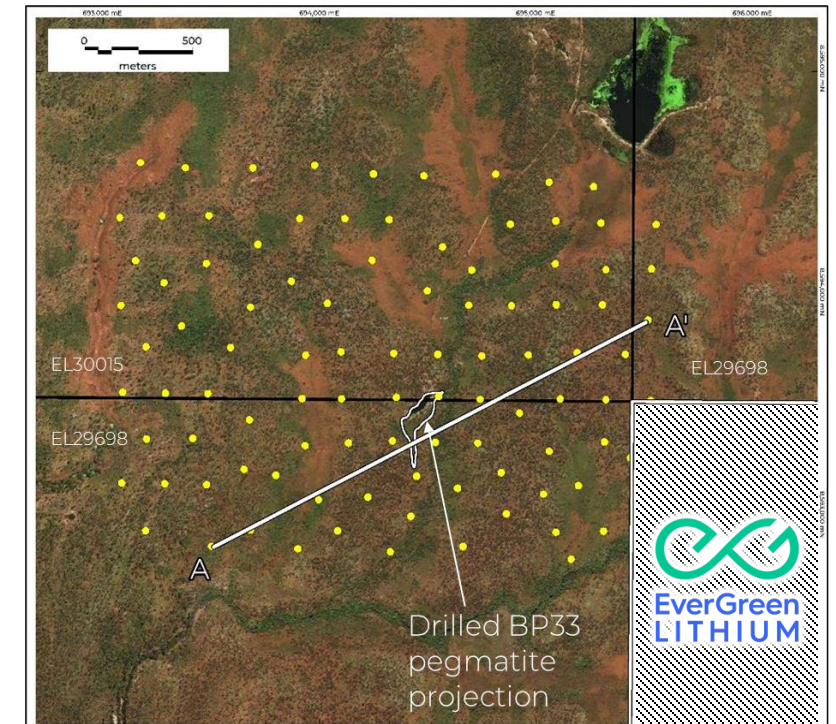 693,000 mE
694,000 mE
695,000 mE
696,000 mE
0 500
meters
A'
EL30015
EL29698
EL29698
A
EverGreen
LITHIUM
Drilled BP33
pegmatite
projection